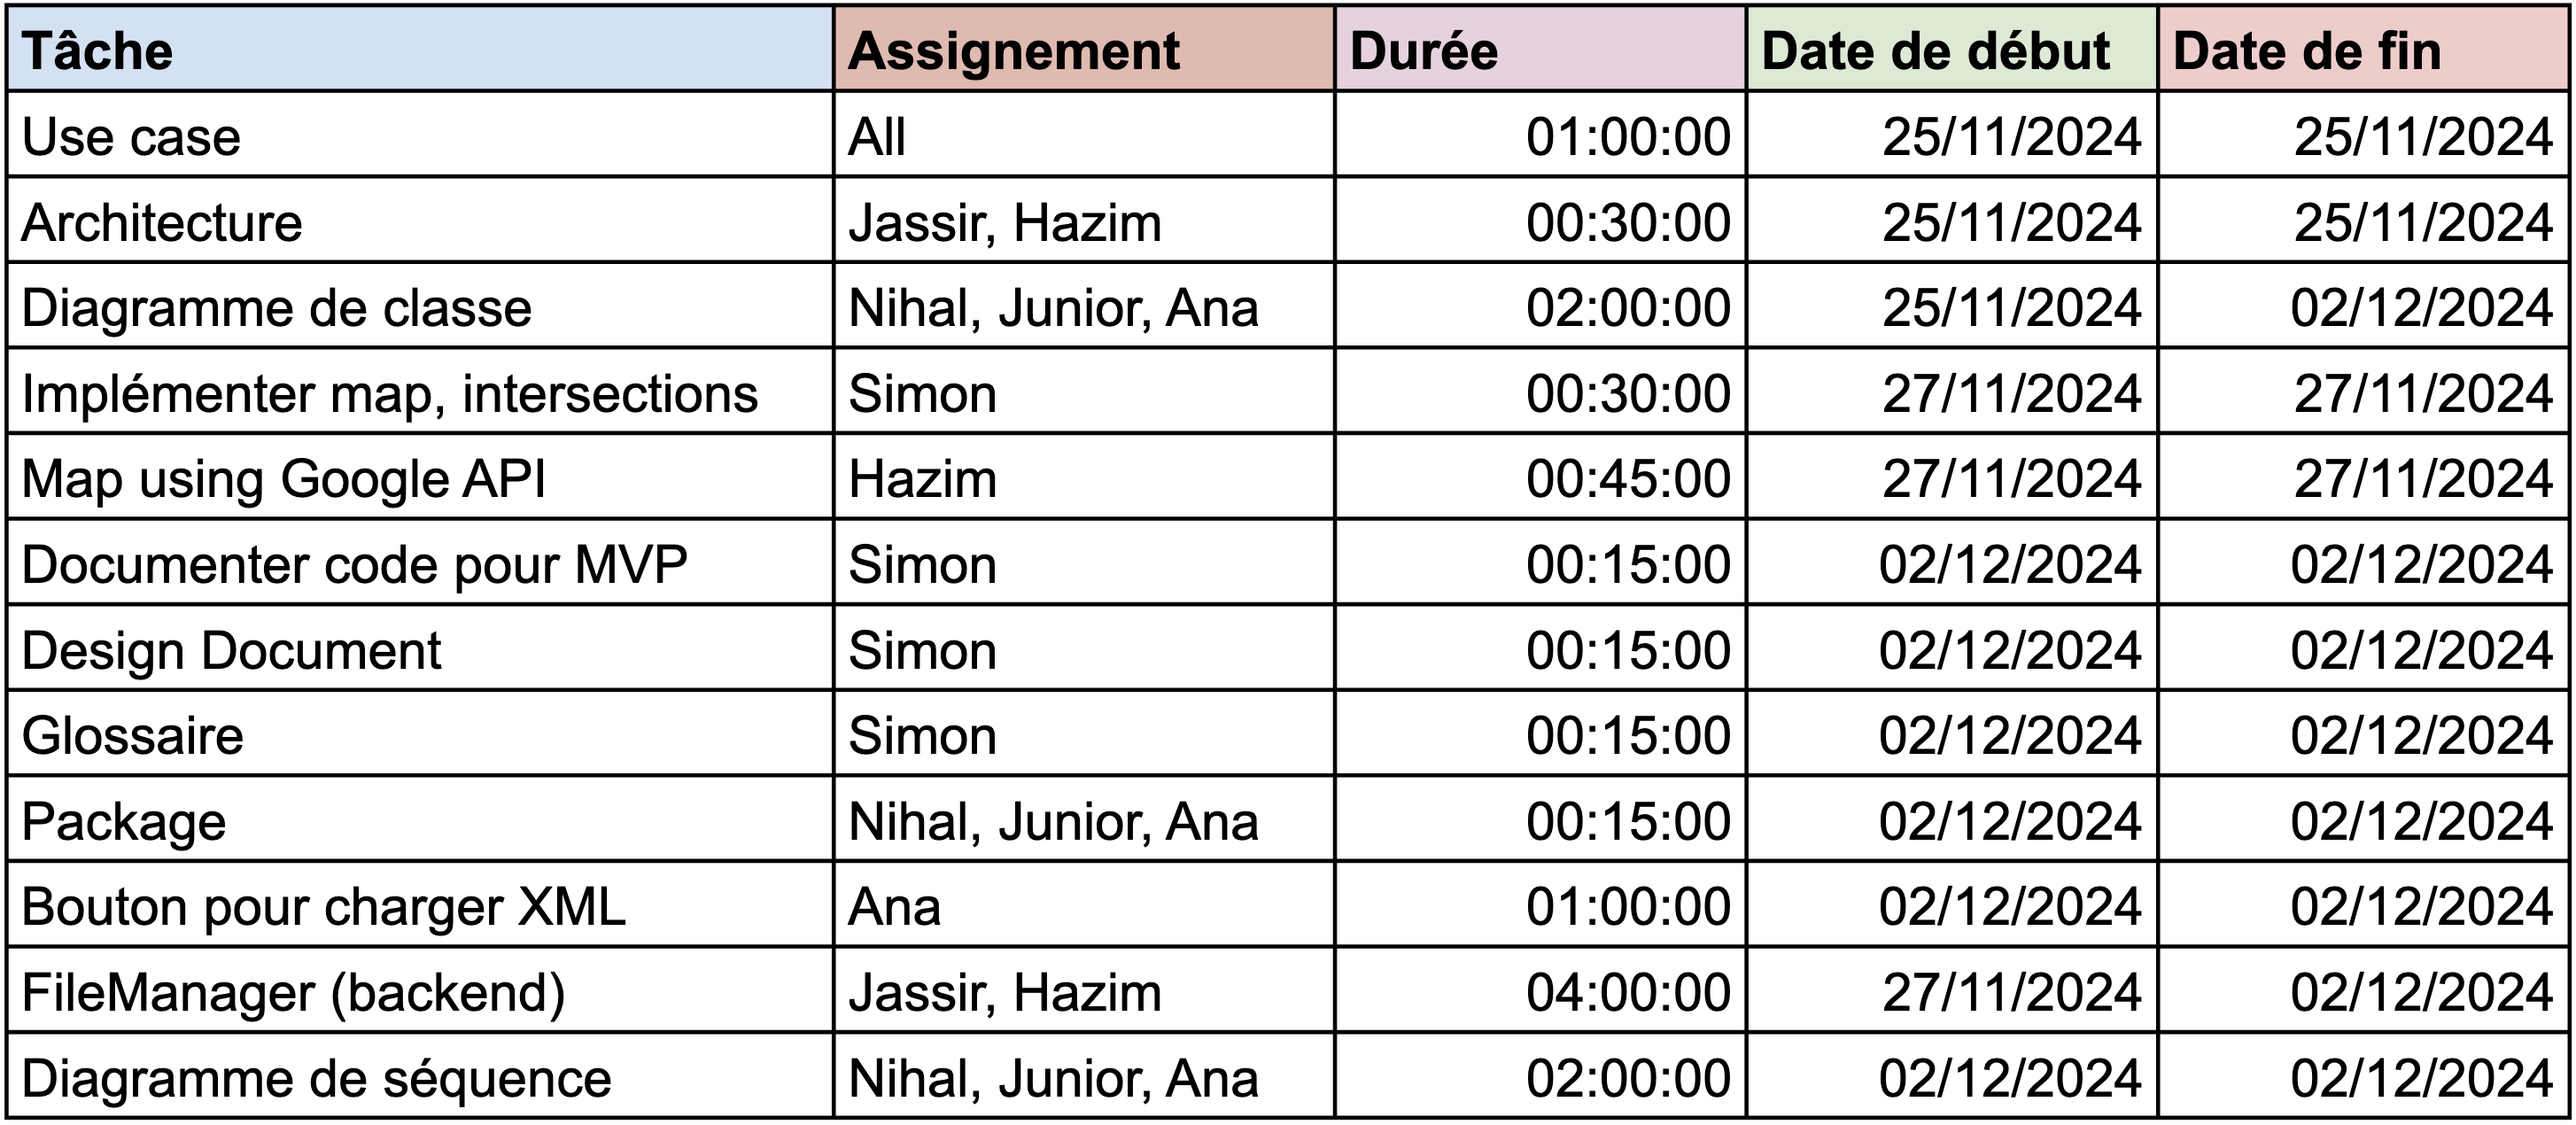 Tâche Assignement Durée Date de début Date de fin
Use case All 01:00:00 25/11/2024 25/11/2024
Architecture Jassir, Hazim 00:30:00 25/11/2024 25/11/2024
Diagramme de classe Nihal, Junior, Ana 02:00:00 25/11/2024 02/12/2024
Implémenter map, intersections Simon 00:30:00 27/11/2024 27/11/2024
Map using Google API Hazim 00:45:00 27/11/2024 27/11/2024
Documenter code pour MVP Simon 00:15:00 02/12/2024 02/12/2024
Design Document Simon 00:15:00 02/12/2024 02/12/2024
Glossaire Simon 00:15:00 02/12/2024 02/12/2024
Package Nihal, Junior, Ana 00:15:00 02/12/2024 02/12/2024
Bouton pour charger XML Ana 01:00:00 02/12/2024 02/12/2024
FileManager (backend) Jassir, Hazim 04:00:00 27/11/2024 02/12/2024
Diagramme de séquence Nihal, Junior, Ana 02:00:00 02/12/2024 02/12/2024